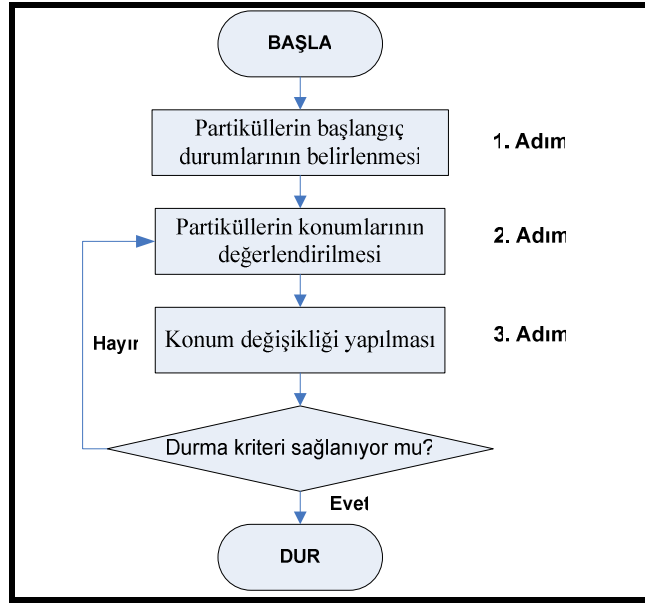 BAŞLA
Partiküllerin başlangıç
durumlarının belirlenmesi
1. Adım
Partiküllerin konumlarının
değerlendirilmesi
2. Adım
Konum değişikliği yapılması
3. Adım
Hayır
Durma kriteri sağlanıyor mu?
Evet
DUR